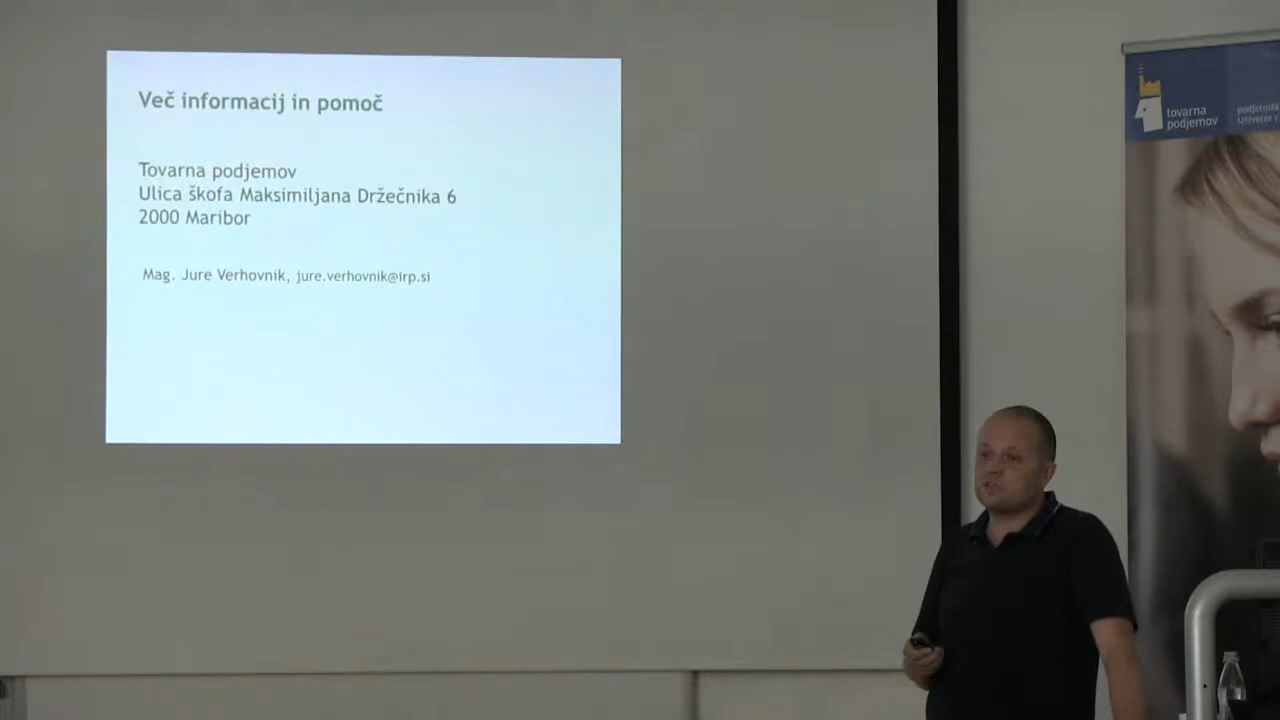 Več informacij in pomoč
Tovarna podjemov
Ulica škofa Maksimiljana Držečnika 6
2000 Maribor
Mag. Jure Verhovnik, jure.verhovnik@irp.si
tovarna
podjemov